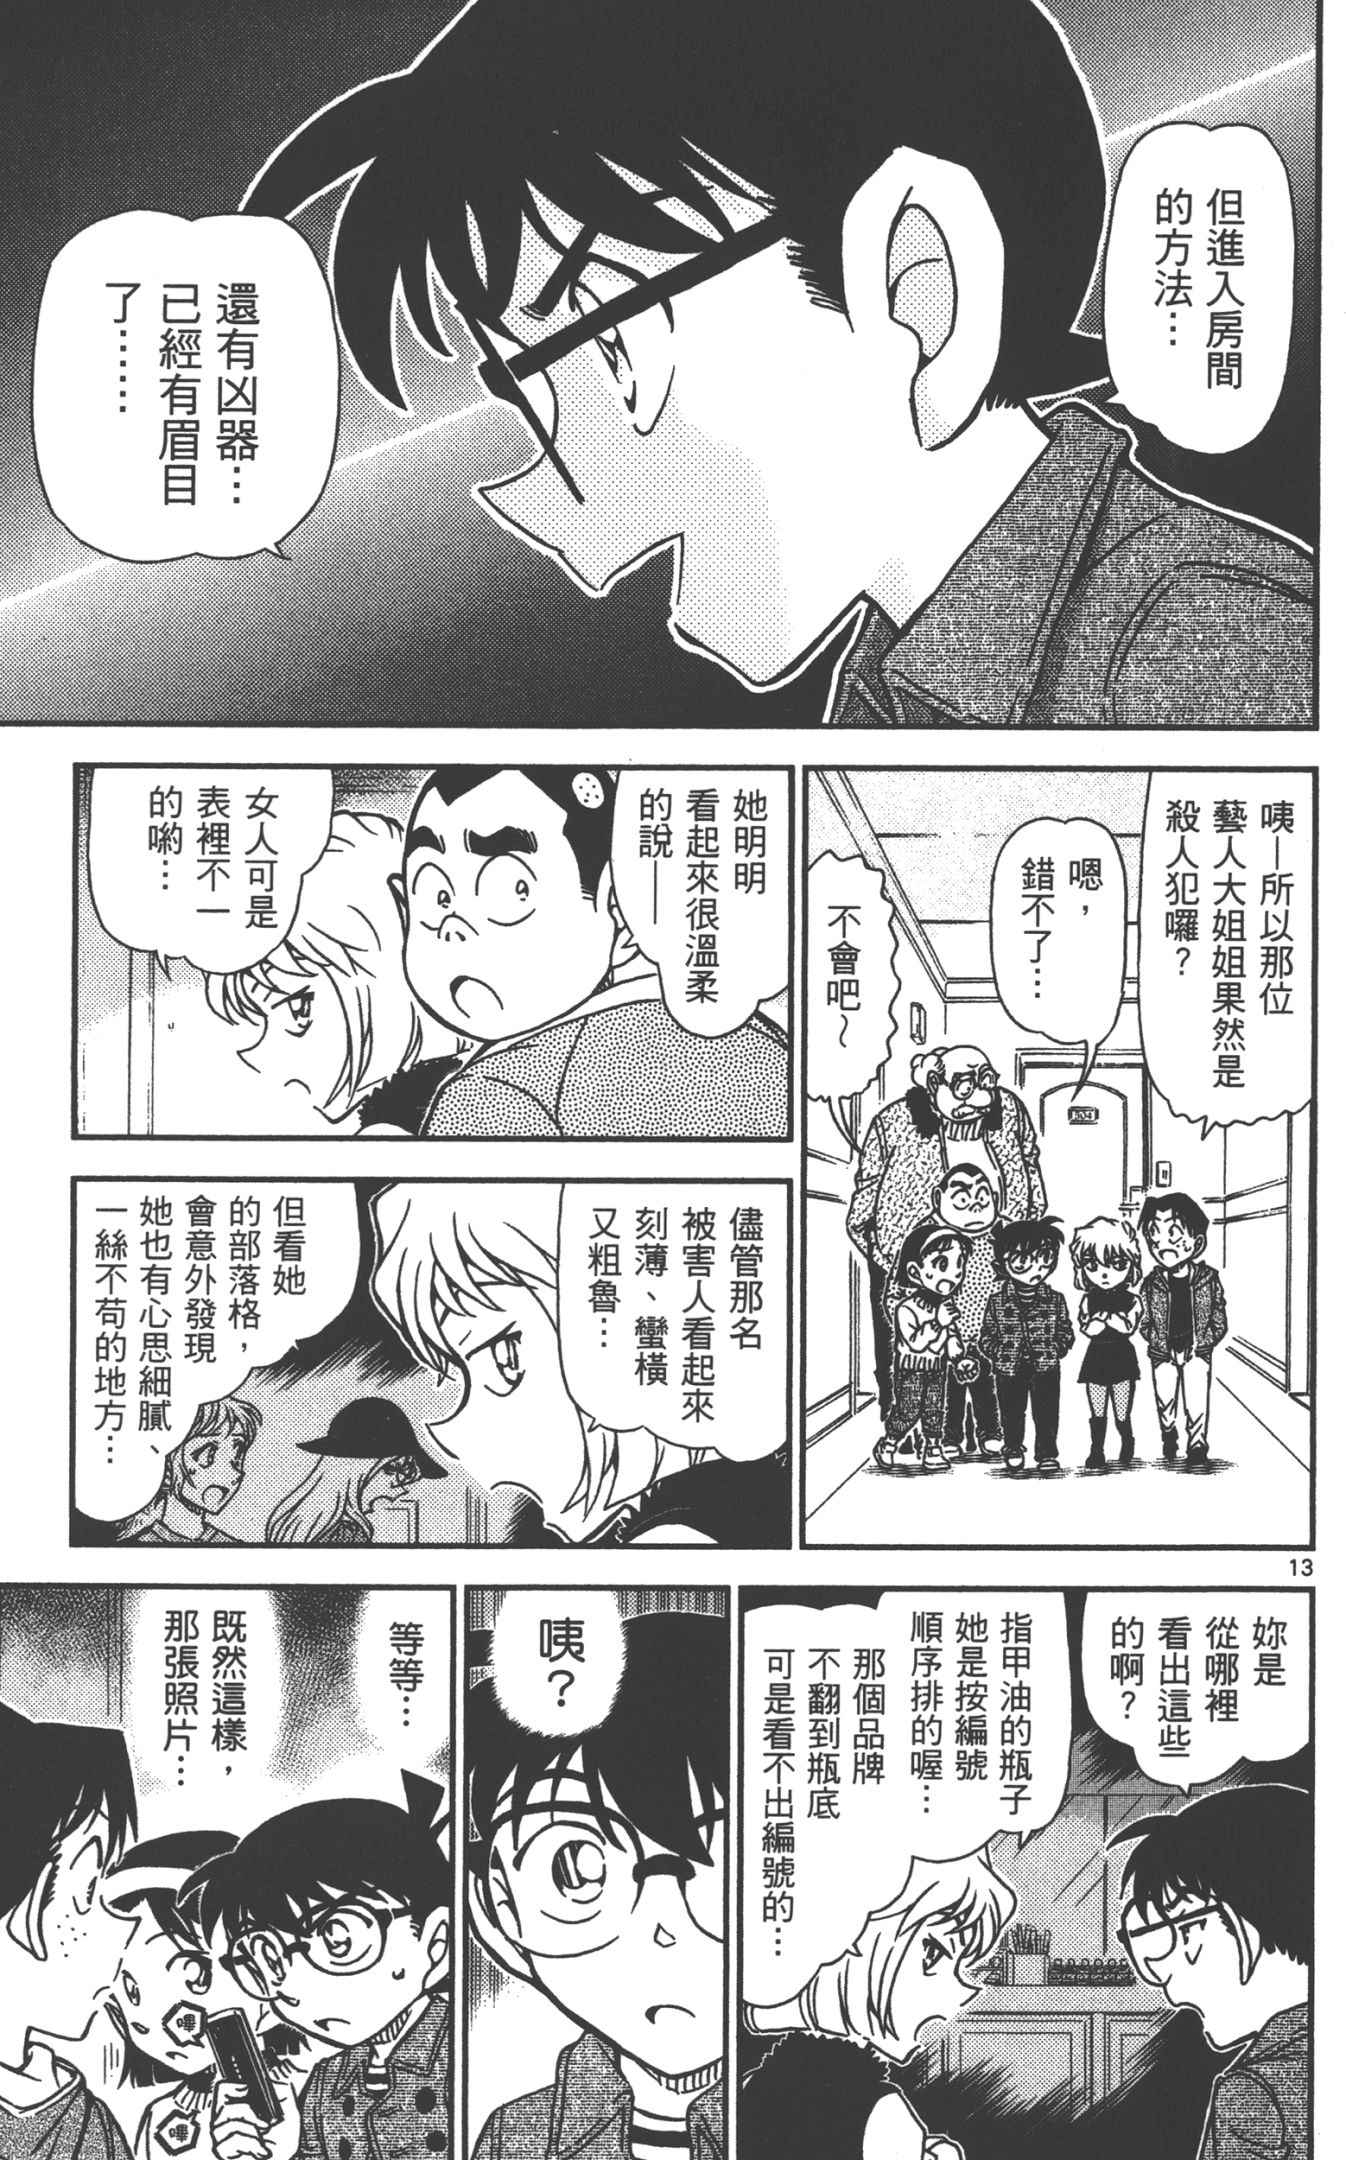 但進入房間
的方法…
還有凶器…
已經有眉目
了……
咦—所以那位
藝人大姐姐果然是
殺人犯囉？
嗯，
錯不了…
不會吧～
她明明
看起來很溫柔
的說——
女人可是
表裡不一
的喲…
儘管那名
被害人看起來
刻薄、蠻橫
又粗魯…
但看她
的部落格，
會意外發現
她也有心思細膩、
一絲不苟的地方…
13
妳是
從哪裡
看出這些
的啊？
指甲油的瓶子
她是按編號
順序排的喔…
那個品牌
不翻到瓶底
可是看不出編號的…
咦？
等等…
既然這樣，
那張照片…
嗶
嗶
304